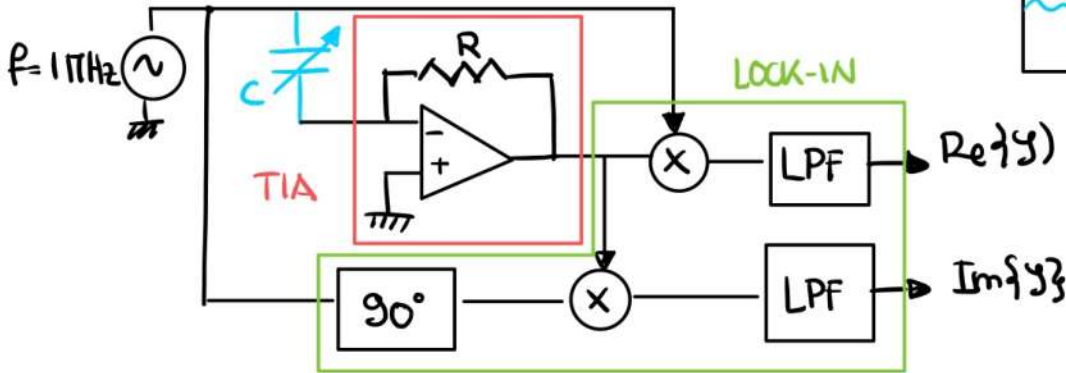 f=1MHz
C
R
-
+
TIA
LOCK-IN
X
LPF
Re{Y)
90°
X
LPF
Im{Y}